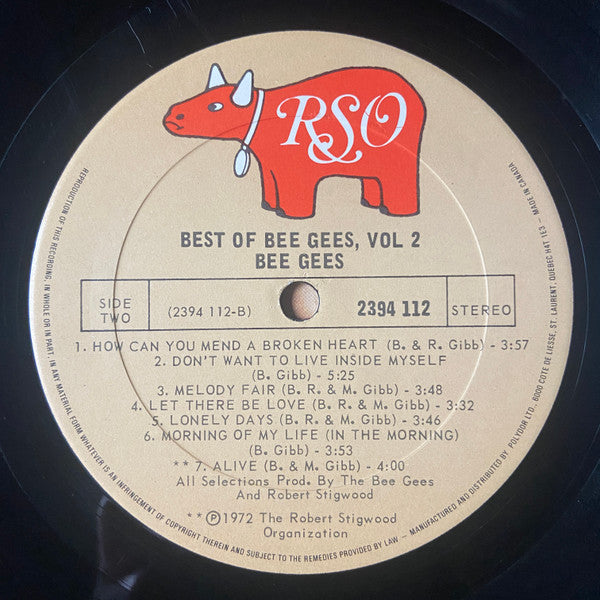 RSO
BEST OF BEE GEES, VOL 2
BEE GEES
SIDE TWO
(2394 112-B)
2394 112
STEREO
1. HOW CAN YOU MEND A BROKEN HEART (B. & R. Gibb) - 3:57
2. DON'T WANT TO LIVE INSIDE MYSELF
(B. Gibb) - 5:25
3. MELODY FAIR (B. R. & M. Gibb) - 3:48
4. LET THERE BE LOVE (B. R. & M. Gibb) - 3:32
5. LONELY DAYS (B. R. & M. Gibb) - 3:46
6. MORNING OF MY LIFE (IN THE MORNING)
(B. Gibb) - 3:53
** 7. ALIVE (B. & M. Gibb) - 4:00
All Selections Prod. By The Bee Gees
And Robert Stigwood
** Ⓟ1972 The Robert Stigwood
Organization
REPRODUCTION OF THIS RECORDING, IN WHOLE OR IN PART, IN ANY MATERIAL FORM WHATEVER IS AN INFRINGEMENT OF COPYRIGHT THEREIN AND SUBJECT TO THE REMEDIES PROVIDED BY LAW – MANUFACTURED AND DISTRIBUTED BY POLYDOR LTD., 6000 COTE DE LIESSE, ST. LAURENT, QUEBEC H4T 1E3 – MADE IN CANADA